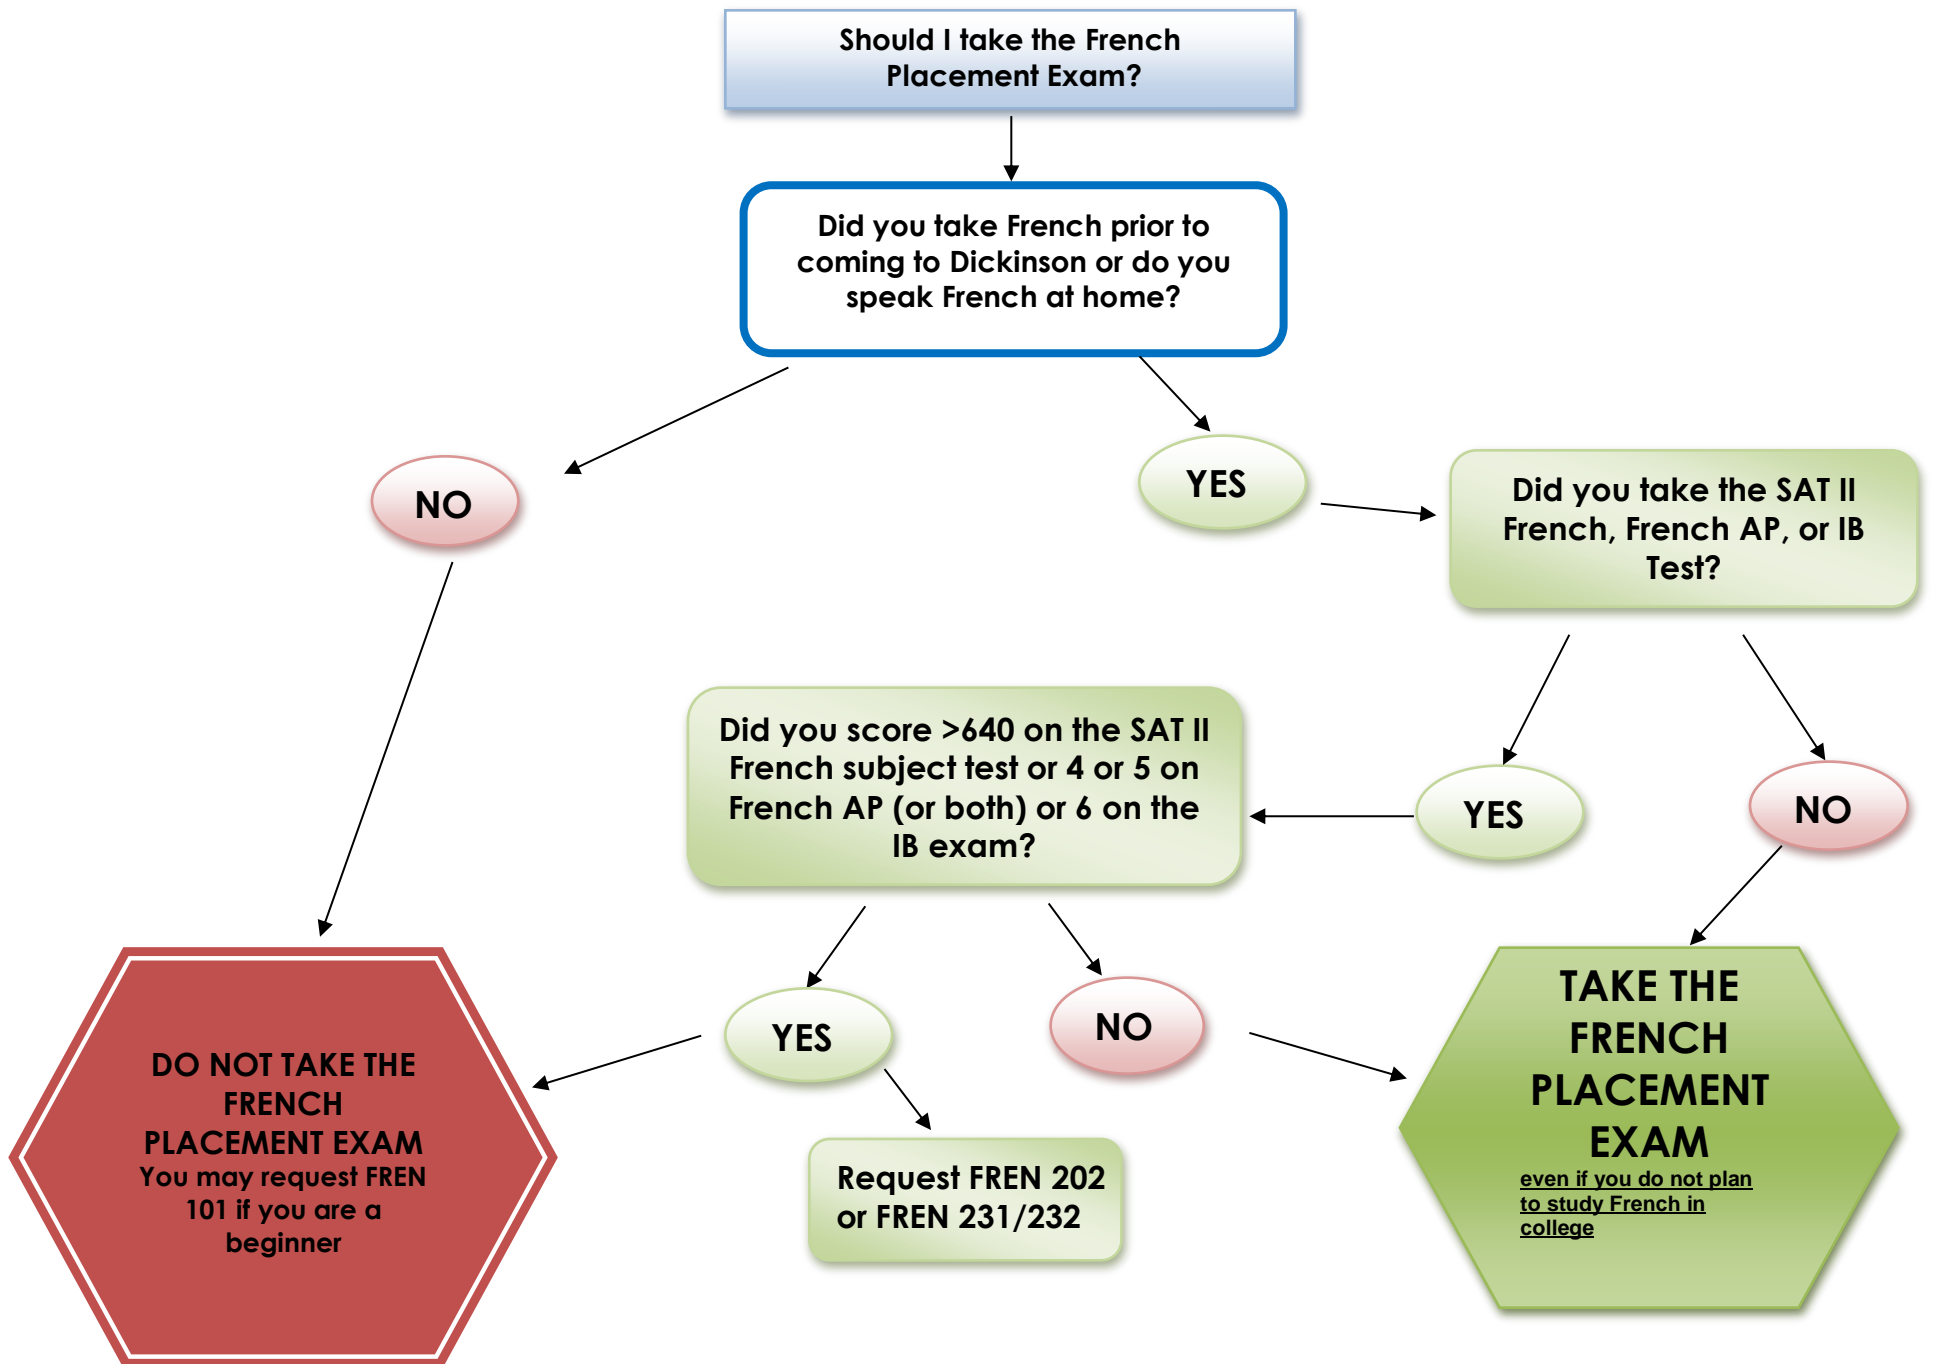 Should I take the French
Placement Exam?
Did you take French prior to
coming to Dickinson or do you
speak French at home?
NO
YES
Did you take the SAT II
French, French AP, or IB
Test?
Did you score >640 on the SAT II
French subject test or 4 or 5 on
French AP (or both) or 6 on the
IB exam?
YES
NO
YES
NO
DO NOT TAKE THE
FRENCH
PLACEMENT EXAM
You may request FREN
101 if you are a
beginner
Request FREN 202
or FREN 231/232
TAKE THE
FRENCH
PLACEMENT
EXAM
even if you do not plan
to study French in
college